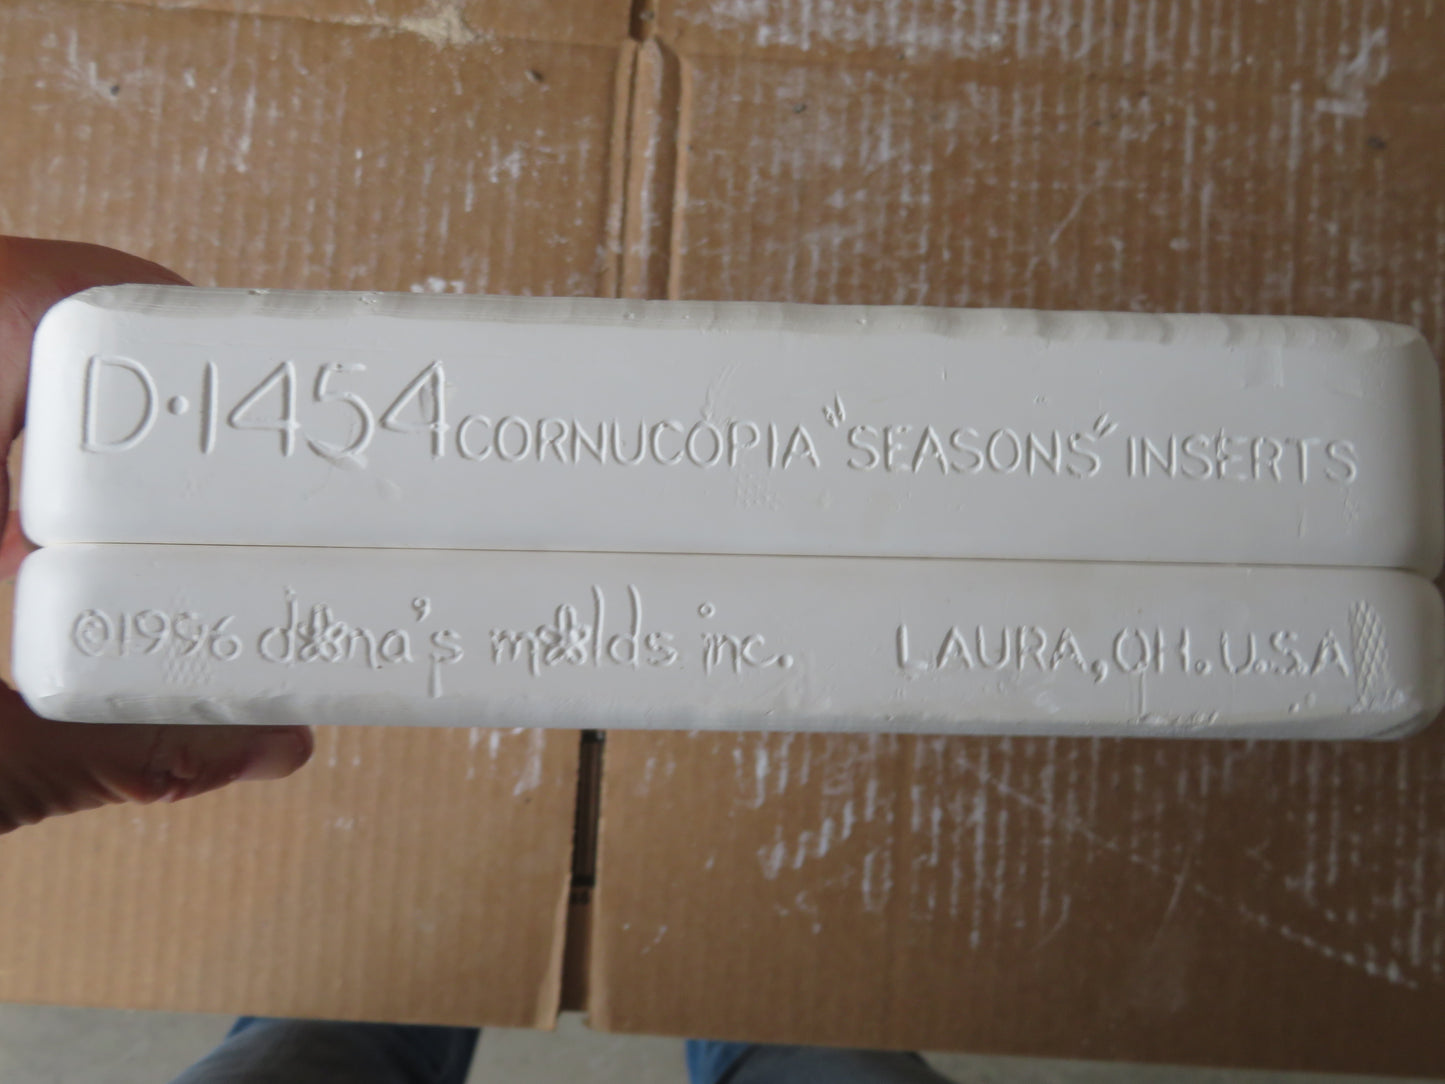 D·1454 CORNUCOPIA "SEASONS" INSERTS
©1996 dona's molds inc. LAURA, OH. U.S.A